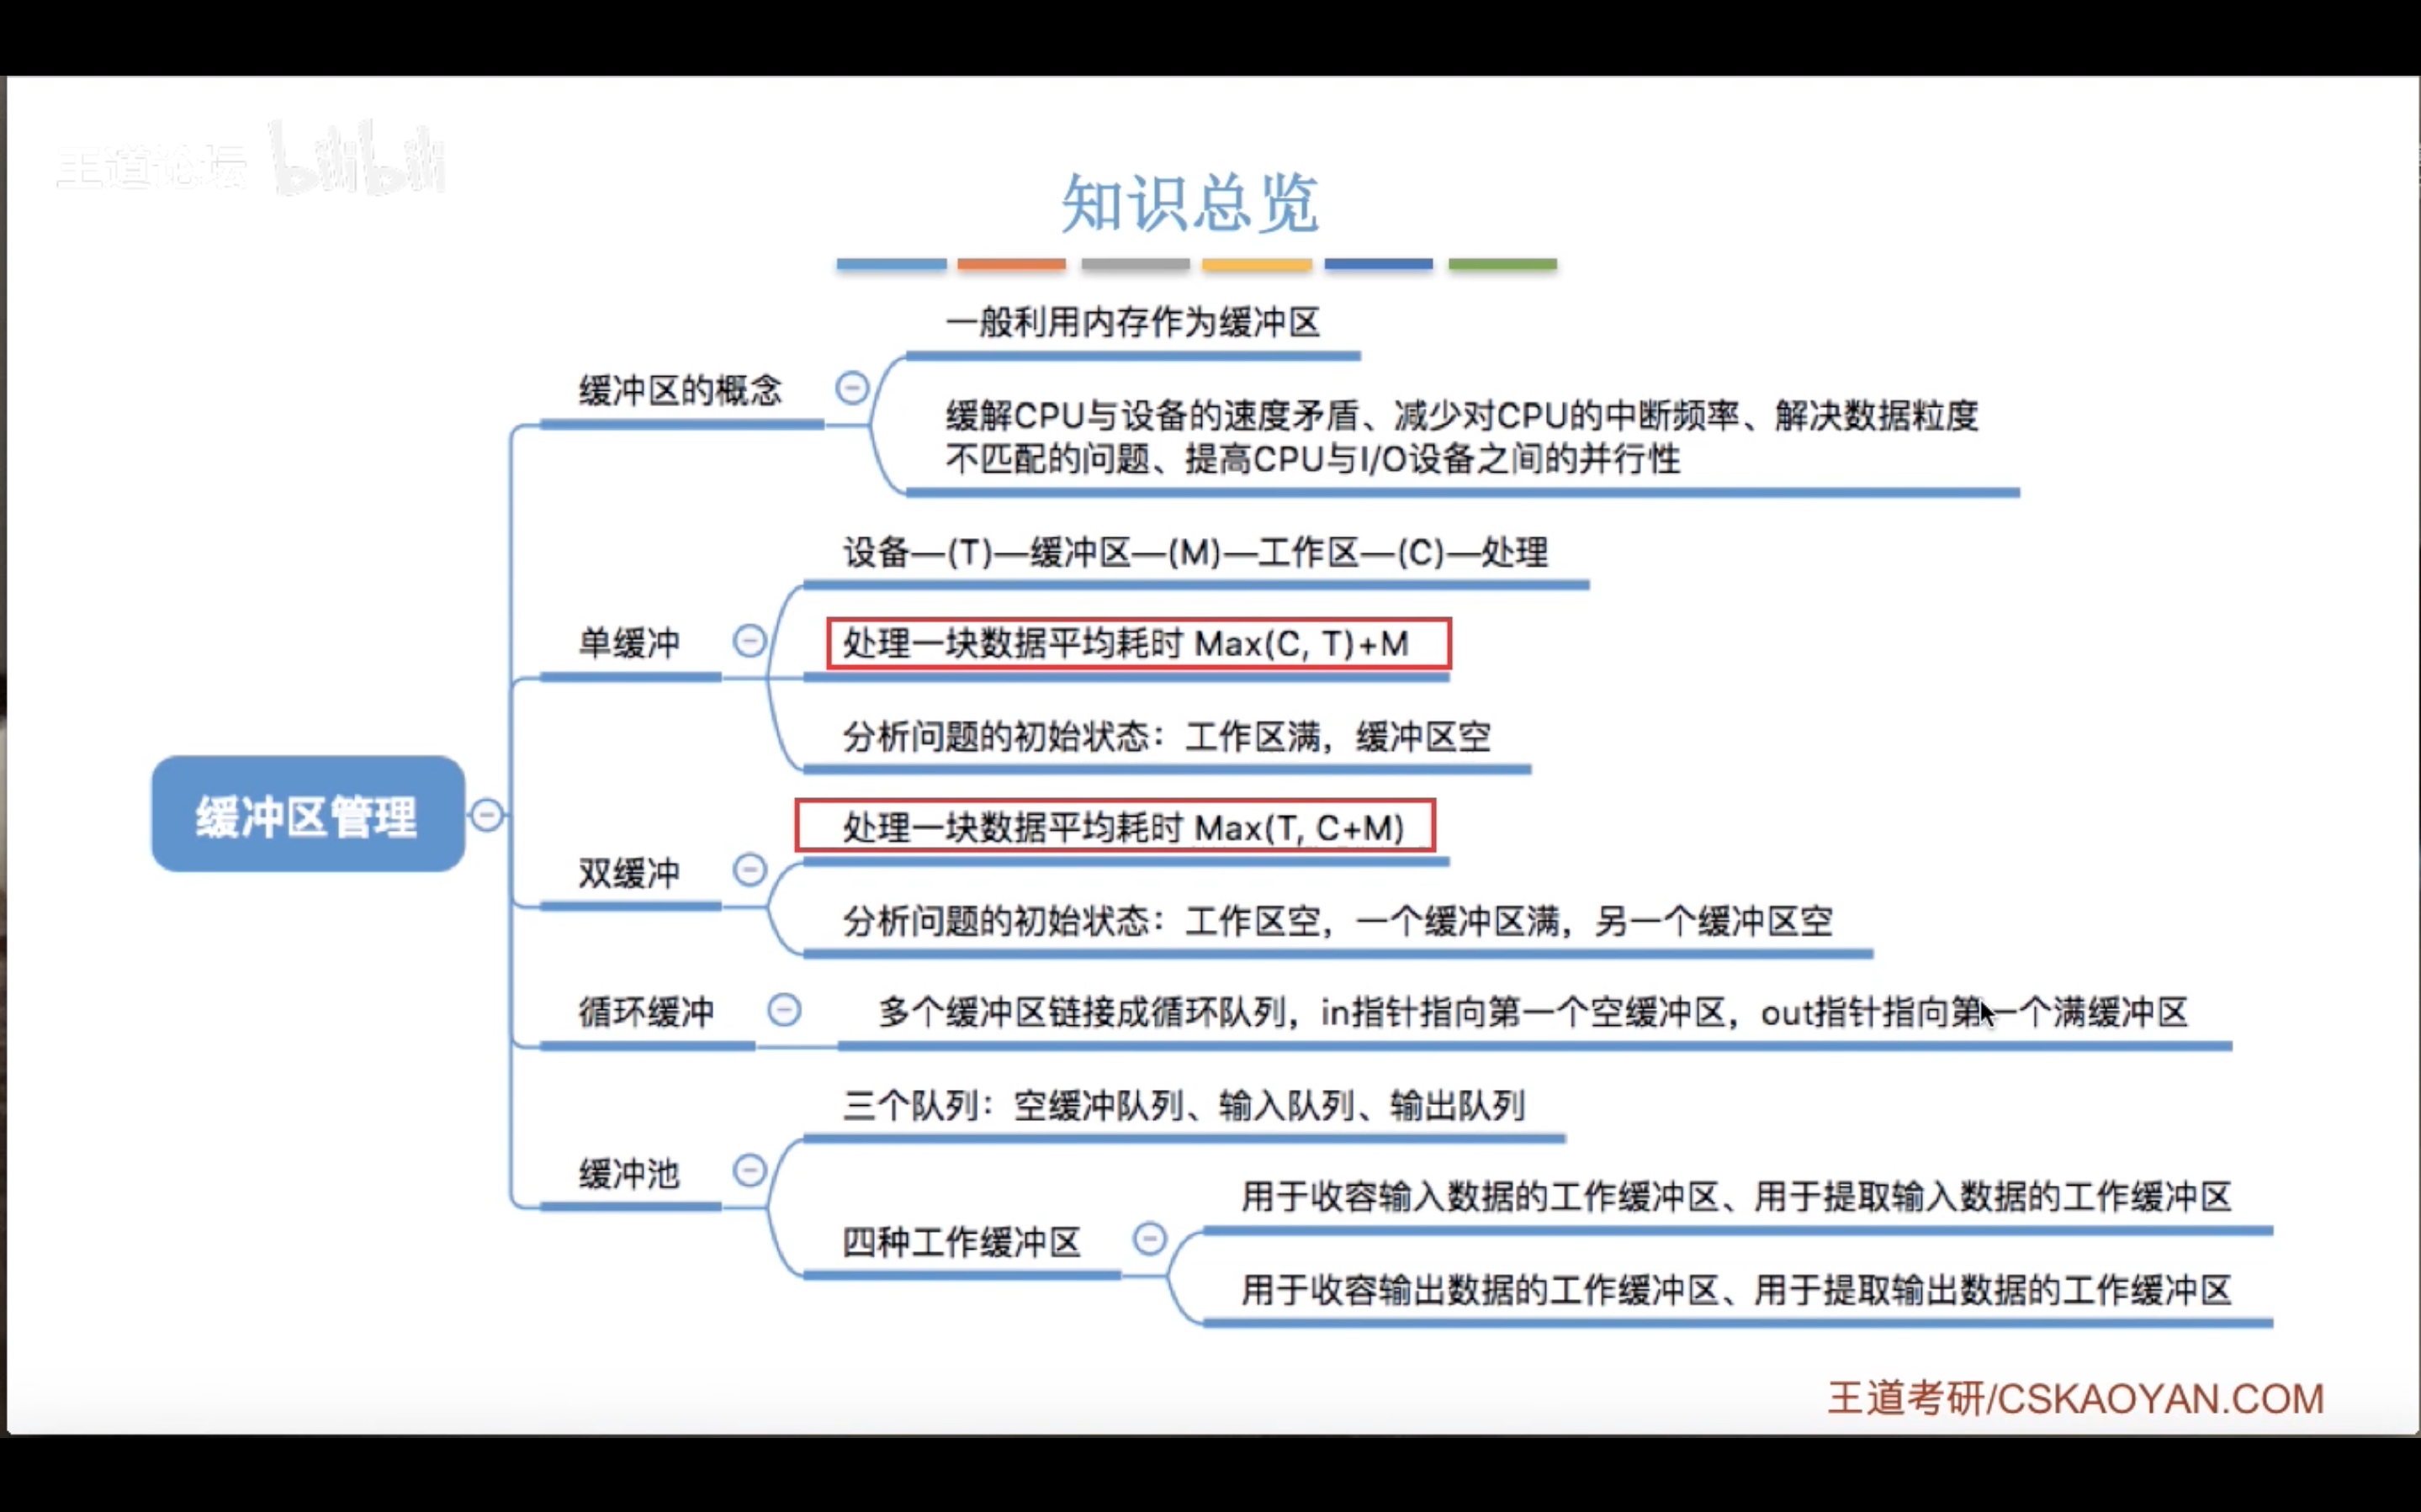 王道论坛 bilibili
知识总览
一般利用内存作为缓冲区
缓冲区的概念
缓解CPU与设备的速度矛盾、减少对CPU的中断频率、解决数据粒度
不匹配的问题、提高CPU与I/O设备之间的并行性
设备—(T)—缓冲区—(M)—工作区—(C)—处理
单缓冲
处理一块数据平均耗时 Max(C, T)+M
分析问题的初始状态：工作区满，缓冲区空
缓冲区管理
处理一块数据平均耗时 Max(T, C+M)
双缓冲
分析问题的初始状态：工作区空，一个缓冲区满，另一个缓冲区空
循环缓冲
多个缓冲区链接成循环队列，in指针指向第一个空缓冲区，out指针指向第一个满缓冲区
三个队列：空缓冲队列、输入队列、输出队列
缓冲池
用于收容输入数据的工作缓冲区、用于提取输入数据的工作缓冲区
四种工作缓冲区
用于收容输出数据的工作缓冲区、用于提取输出数据的工作缓冲区
王道考研/CSKAOYAN.COM